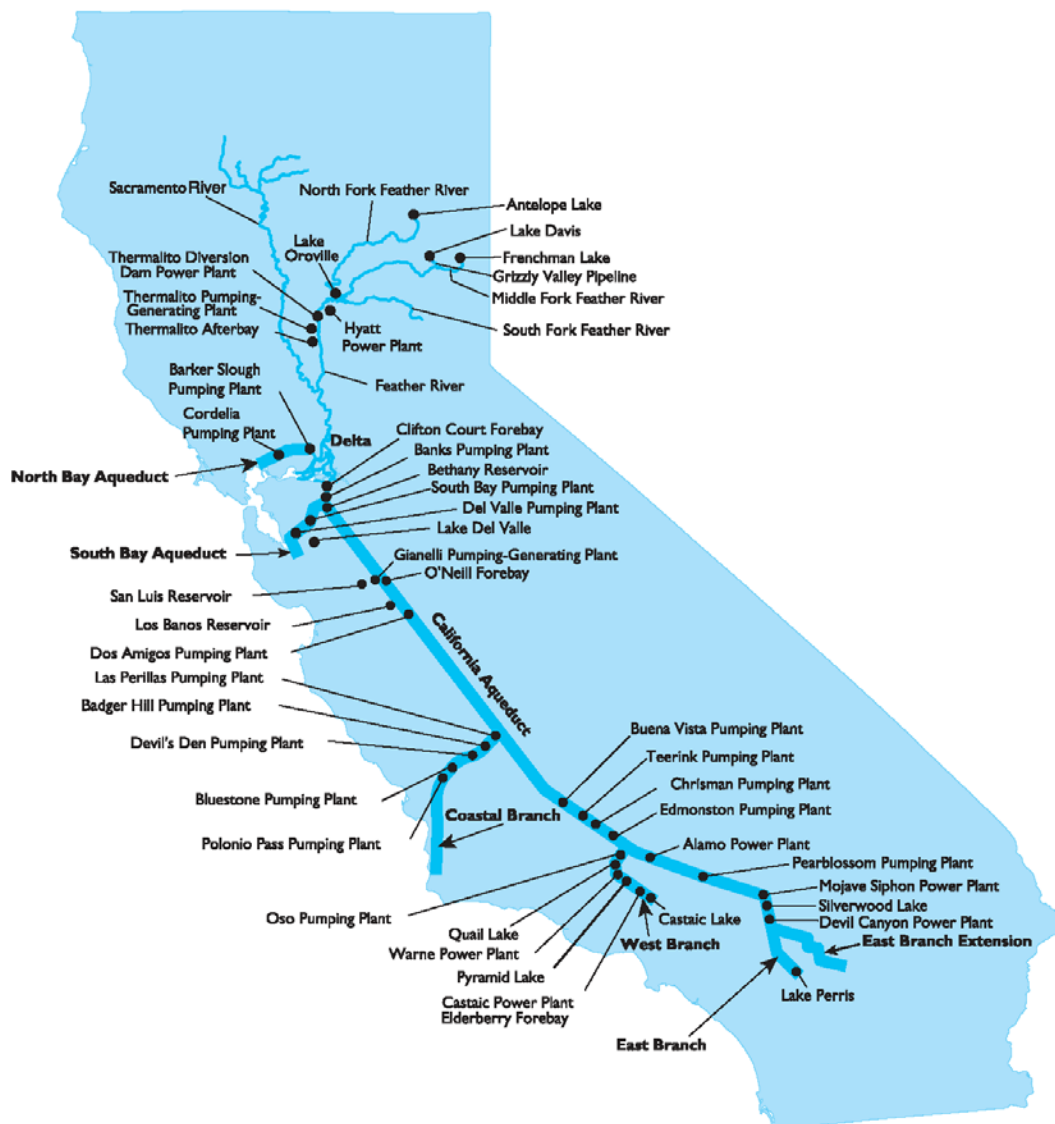 Sacramento River
North Fork Feather River
Antelope Lake
Lake Davis
Lake
Oroville
Frenchman Lake
Thermalito Diversion
Dam Power Plant
Grizzly Valley Pipeline
Middle Fork Feather River
Thermalito Pumping-
Generating Plant
Thermalito Afterbay
Hyatt
Power Plant
South Fork Feather River
Barker Slough
Pumping Plant
Feather River
Cordelia
Pumping Plant
Delta
Clifton Court Forebay
Banks Pumping Plant
Bethany Reservoir
North Bay Aqueduct
South Bay Pumping Plant
Del Valle Pumping Plant
Lake Del Valle
South Bay Aqueduct
Gianelli Pumping-Generating Plant
O'Neill Forebay
San Luis Reservoir
Los Banos Reservoir
Dos Amigos Pumping Plant
California Aqueduct
Las Perillas Pumping Plant
Badger Hill Pumping Plant
Devil's Den Pumping Plant
Buena Vista Pumping Plant
Teerink Pumping Plant
Chrisman Pumping Plant
Bluestone Pumping Plant
Edmonston Pumping Plant
Coastal Branch
Polonio Pass Pumping Plant
Alamo Power Plant
Pearblossom Pumping Plant
Mojave Siphon Power Plant
Silverwood Lake
Oso Pumping Plant
Castaic Lake
Devil Canyon Power Plant
Quail Lake
West Branch
East Branch Extension
Warne Power Plant
Pyramid Lake
Lake Perris
Castaic Power Plant
Elderberry Forebay
East Branch